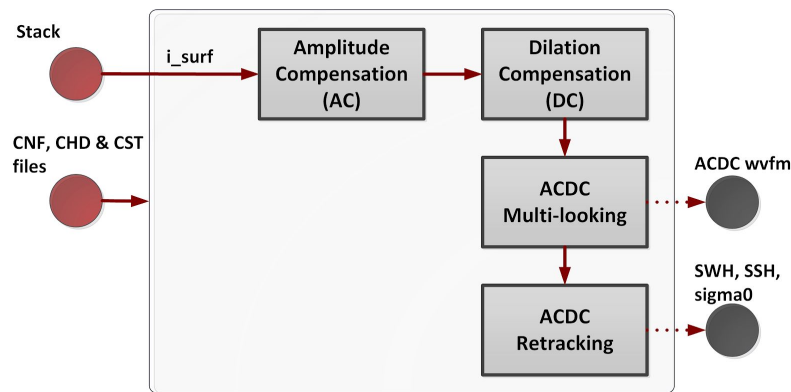 Stack
i_surf
Amplitude
Compensation
(AC)
Dilation
Compensation
(DC)
CNF, CHD & CST
files
ACDC
Multi-looking
ACDC wvfm
ACDC
Retracking
SWH, SSH,
sigma0